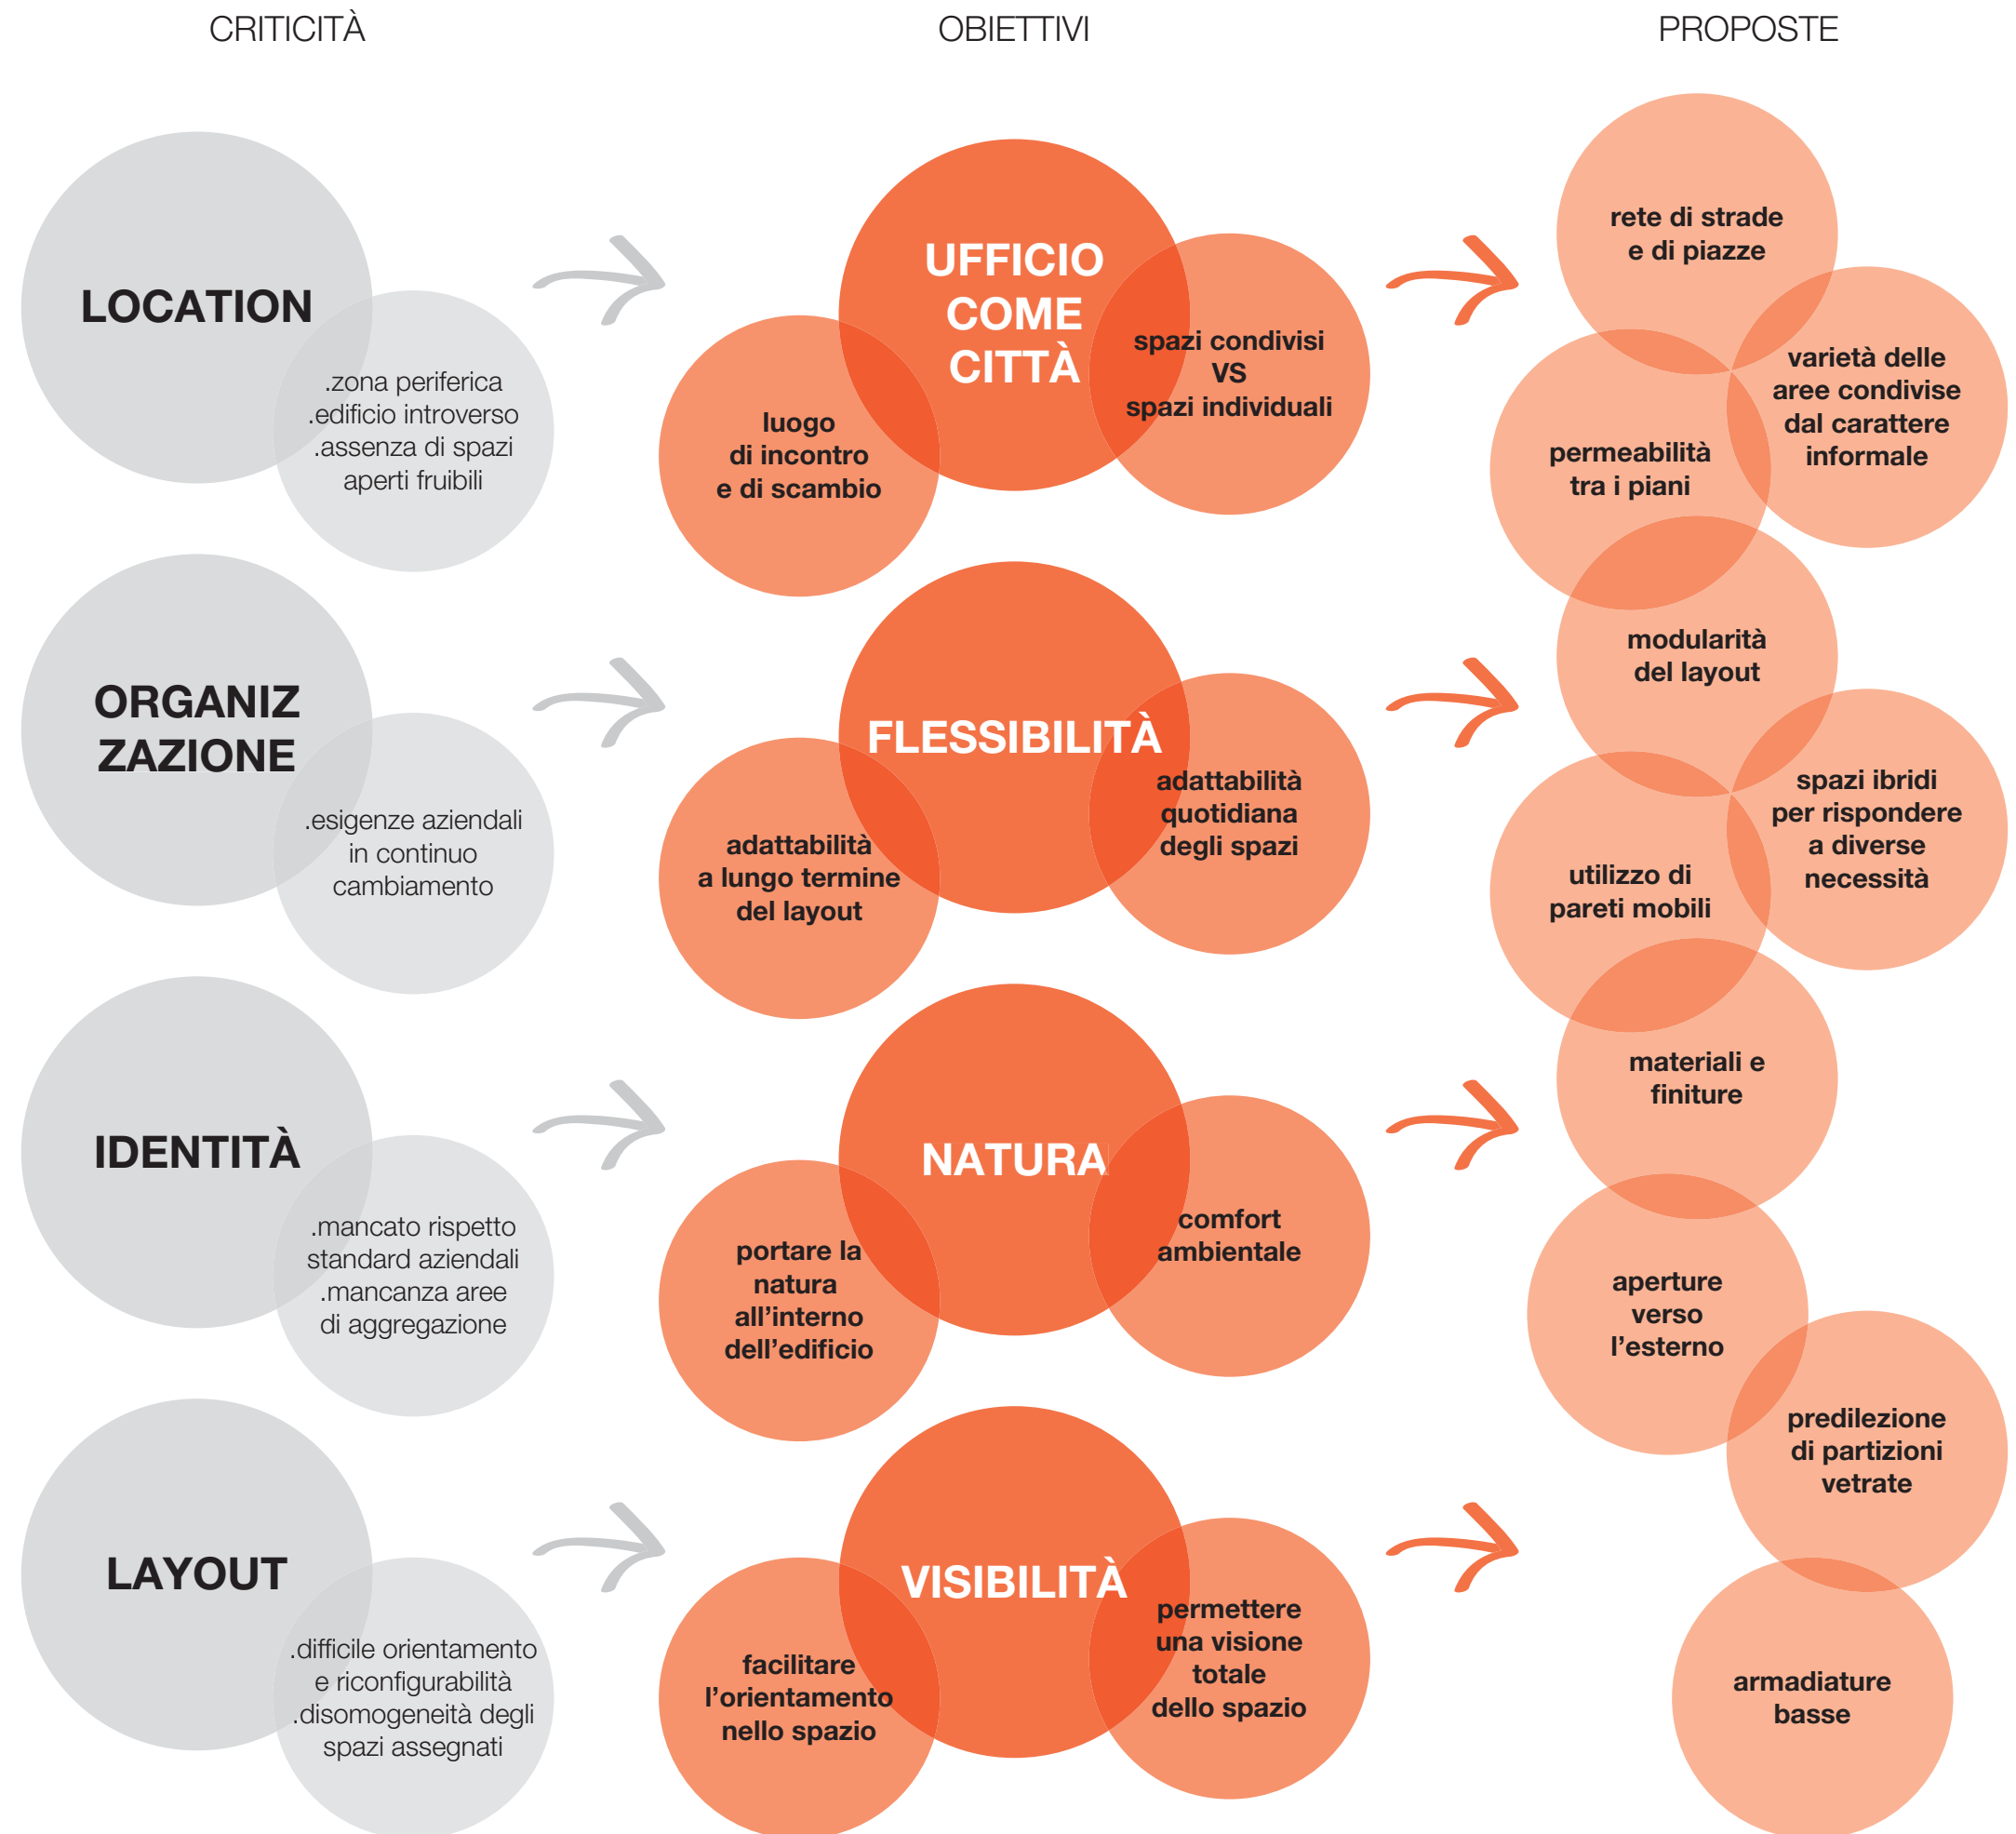 CRITICITÀ
OBIETTIVI
PROPOSTE
LOCATION
.zona periferica
.edificio introverso
.assenza di spazi
aperti fruibili
UFFICIO
COME
CITTÀ
luogo
di incontro
e di scambio
spazi condivisi
VS
spazi individuali
rete di strade
e di piazze
varietà delle
aree condivise
dal carattere
informale
permeabilità
tra i piani
ORGANIZ
ZAZIONE
.esigenze aziendali
in continuo
cambiamento
FLESSIBILITÀ
adattabilità
a lungo termine
del layout
adattabilità
quotidiana
degli spazi
modularità
del layout
spazi ibridi
per rispondere
a diverse
necessità
utilizzo di
pareti mobili
IDENTITÀ
.mancato rispetto
standard aziendali
.mancanza aree
di aggregazione
NATURA
portare la
natura
all'interno
dell'edificio
comfort
ambientale
materiali e
finiture
aperture
verso
l'esterno
LAYOUT
.difficile orientamento
e riconfigurabilità
.disomogeneità degli
spazi assegnati
VISIBILITÀ
facilitare
l'orientamento
nello spazio
permettere
una visione
totale
dello spazio
predilezione
di partizioni
vetrate
armadiature
basse